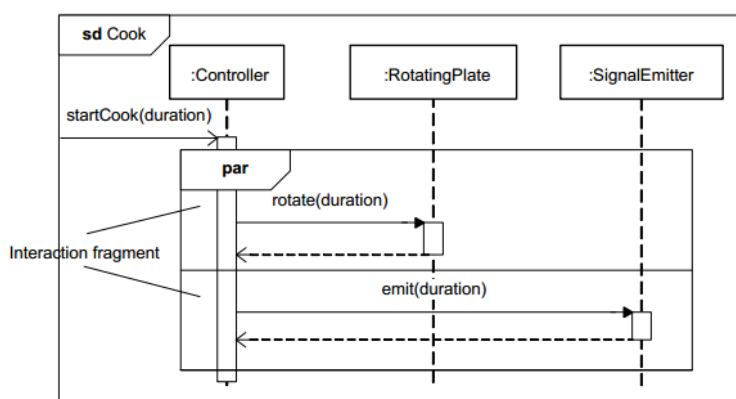 sd Cook
:Controller
:RotatingPlate
:SignalEmitter
startCook(duration)
par
rotate(duration)
Interaction fragment
emit(duration)